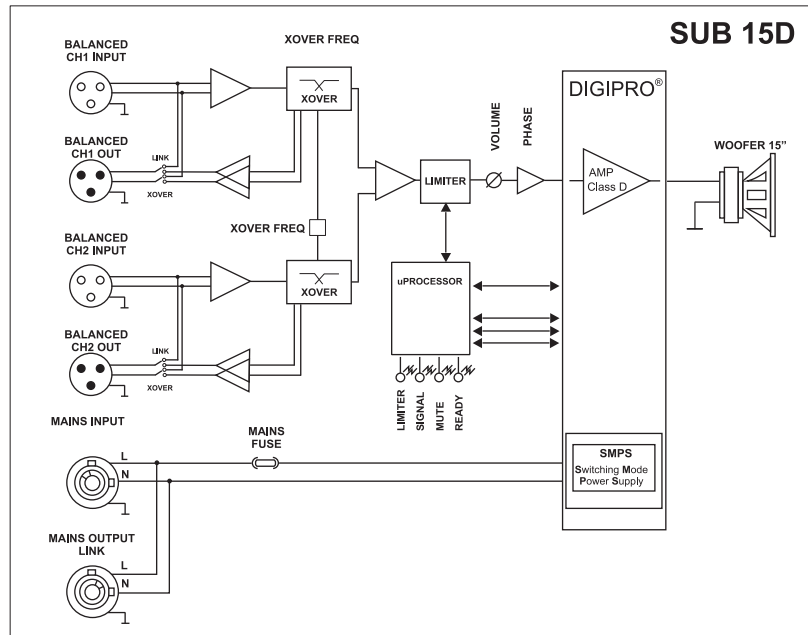 SUB 15D
BALANCED
CH1 INPUT
XOVER FREQ
XOVER
BALANCED
CH1 OUT
LINK
XOVER
XOVER FREQ
BALANCED
CH2 INPUT
XOVER
BALANCED
CH2 OUT
LINK
XOVER
LIMITER
VOLUME
PHASE
DIGIPRO®
AMP
Class D
WOOFER 15”
uPROCESSOR
LIMITER
SIGNAL
MUTE
READY
MAINS INPUT
L
N
MAINS
FUSE
SMPS
Switching Mode
Power Supply
MAINS OUTPUT
LINK
L
N